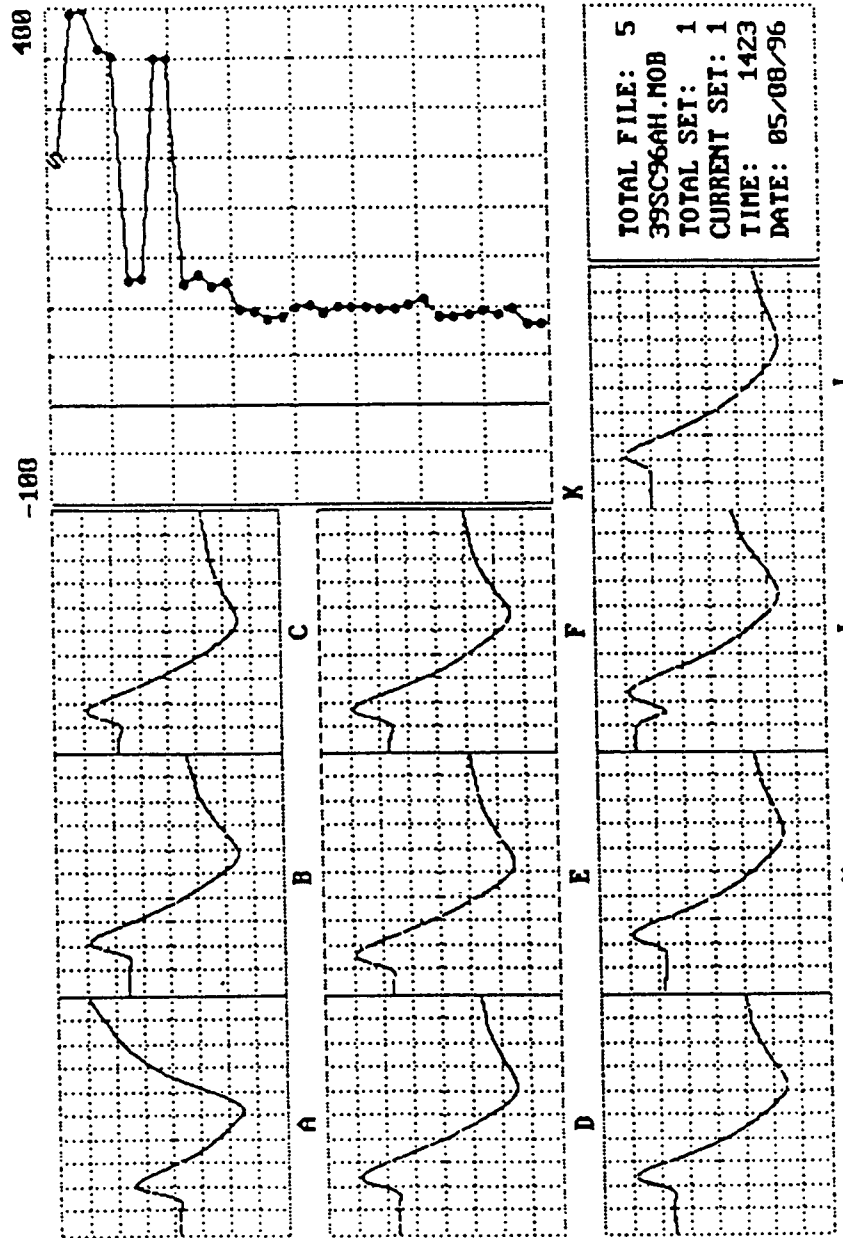 400
-100
TOTAL FILE: 5
39SC96AH.MOB
TOTAL SET: 1
CURRENT SET: 1
TIME: 1423
DATE: 05/08/96
A
B
C
D
E
F
K